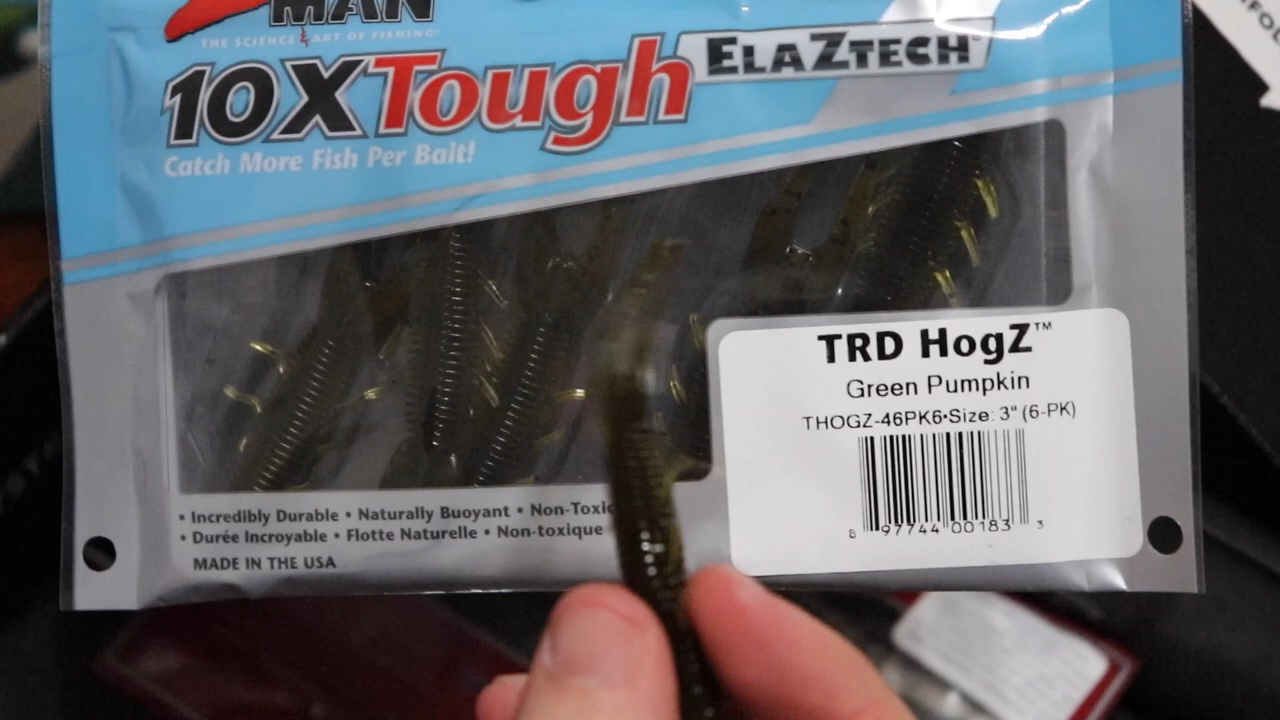 MAN
THE SCIENCE & ART OF FISHING
10X Tough
ELAZTECH®
Catch More Fish Per Bait!
TRD HogZ™
Green Pumpkin
THOGZ-46PK6•Size: 3" (6-PK)
8 97744 00183 3
• Incredibly Durable • Naturally Buoyant • Non-Toxic
• Durée Incroyable • Flotte Naturelle • Non-toxique
MADE IN THE USA